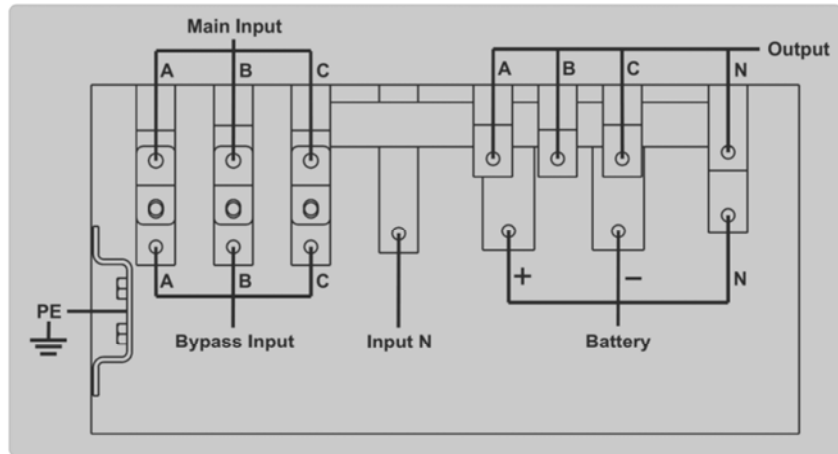 Main Input
Output
A B C
A B C N
+ −
A B C
N
PE
Bypass Input
Input N
Battery